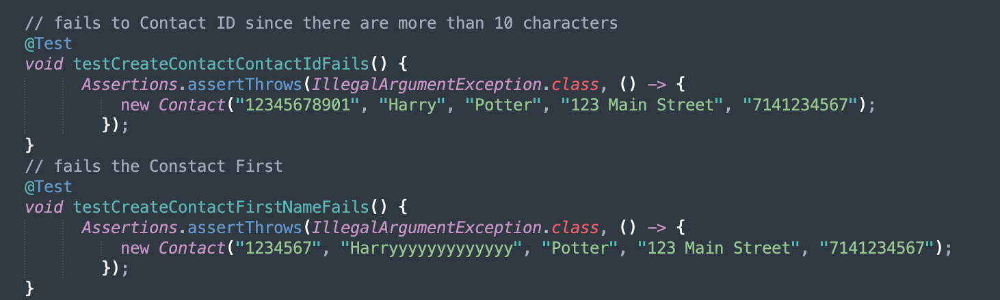 // fails to Contact ID since there are more than 10 characters
@Test
void testCreateContactContactIdFails() {
Assertions.assertThrows(IllegalArgumentException.class, () -> {
new Contact("12345678901", "Harry", "Potter", "123 Main Street", "7141234567");
});
}
// fails the Constact First
@Test
void testCreateContactFirstNameFails() {
Assertions.assertThrows(IllegalArgumentException.class, () -> {
new Contact("1234567", "Harryyyyyyyyyyyyy", "Potter", "123 Main Street", "7141234567");
});
}